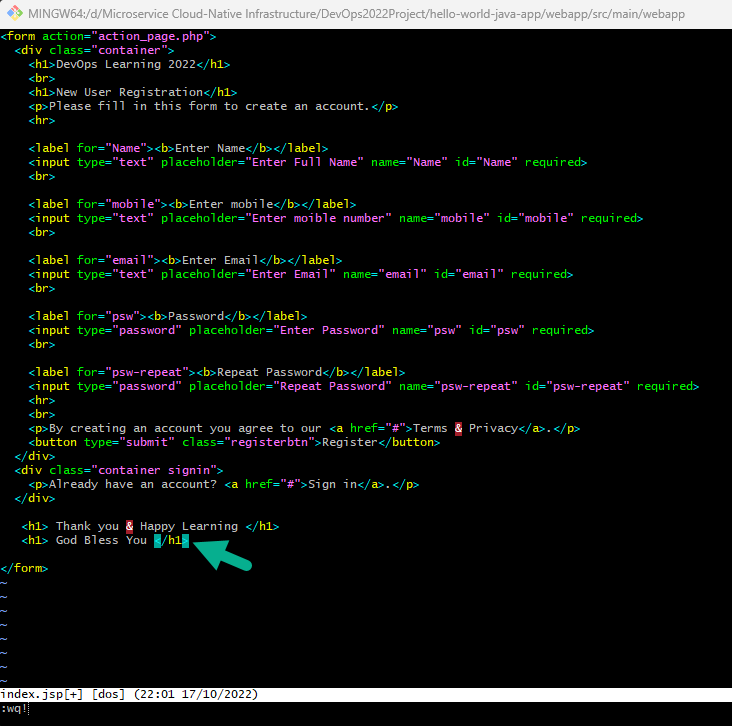 MINGW64:/d/Microservice Cloud-Native Infrastructure/DevOps2022Project/hello-world-java-app/webapp/src/main/webapp
<form action="action_page.php">
  <div class="container">
    <h1>DevOps Learning 2022</h1>
    <br>
    <h1>New User Registration</h1>
    <p>Please fill in this form to create an account.</p>
    <hr>

    <label for="Name"><b>Enter Name</b></label>
    <input type="text" placeholder="Enter Full Name" name="Name" id="Name" required>
    <br>

    <label for="mobile"><b>Enter mobile</b></label>
    <input type="text" placeholder="Enter moible number" name="mobile" id="mobile" required>
    <br>

    <label for="email"><b>Enter Email</b></label>
    <input type="text" placeholder="Enter Email" name="email" id="email" required>
    <br>

    <label for="psw"><b>Password</b></label>
    <input type="password" placeholder="Enter Password" name="psw" id="psw" required>
    <br>

    <label for="psw-repeat"><b>Repeat Password</b></label>
    <input type="password" placeholder="Repeat Password" name="psw-repeat" id="psw-repeat" required>
    <hr>
    <br>
    <p>By creating an account you agree to our <a href="#">Terms & Privacy</a>.</p>
    <button type="submit" class="registerbtn">Register</button>
  </div>
  <div class="container signin">
    <p>Already have an account? <a href="#">Sign in</a>.</p>
  </div>

   <h1> Thank you & Happy Learning </h1>
   <h1> God Bless You </h1>

</form>
~
~
~
~
~
~
~
~
index.jsp[+] [dos] (22:01 17/10/2022)
:wq!